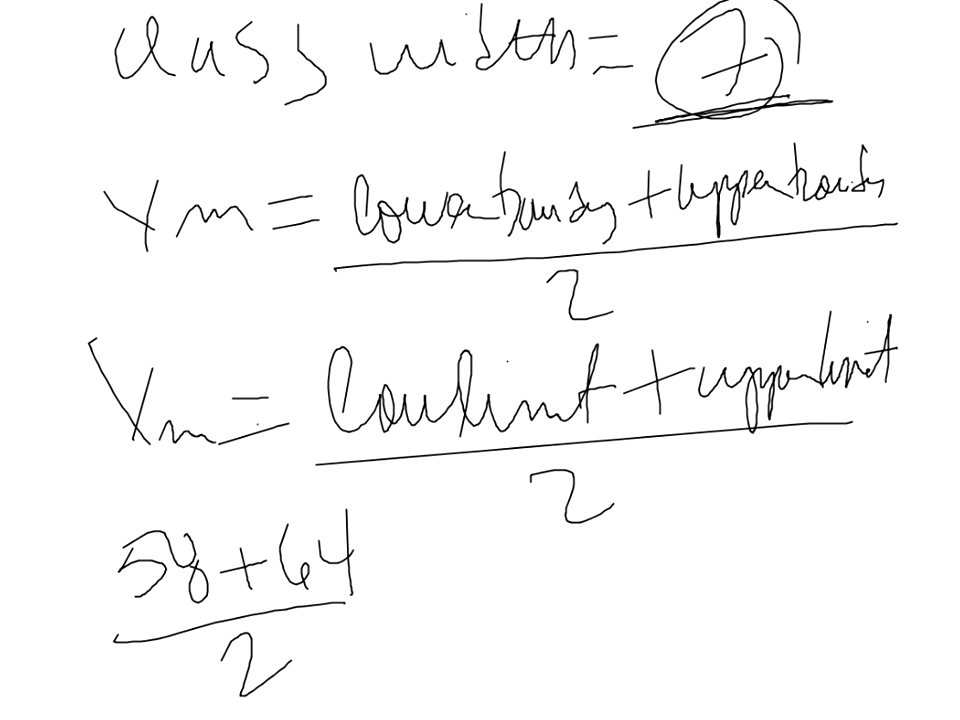 class width = 7
Xm = lower boundary + upper boundary
2
Xm = lower limit + upper limit
2
58 + 64
2